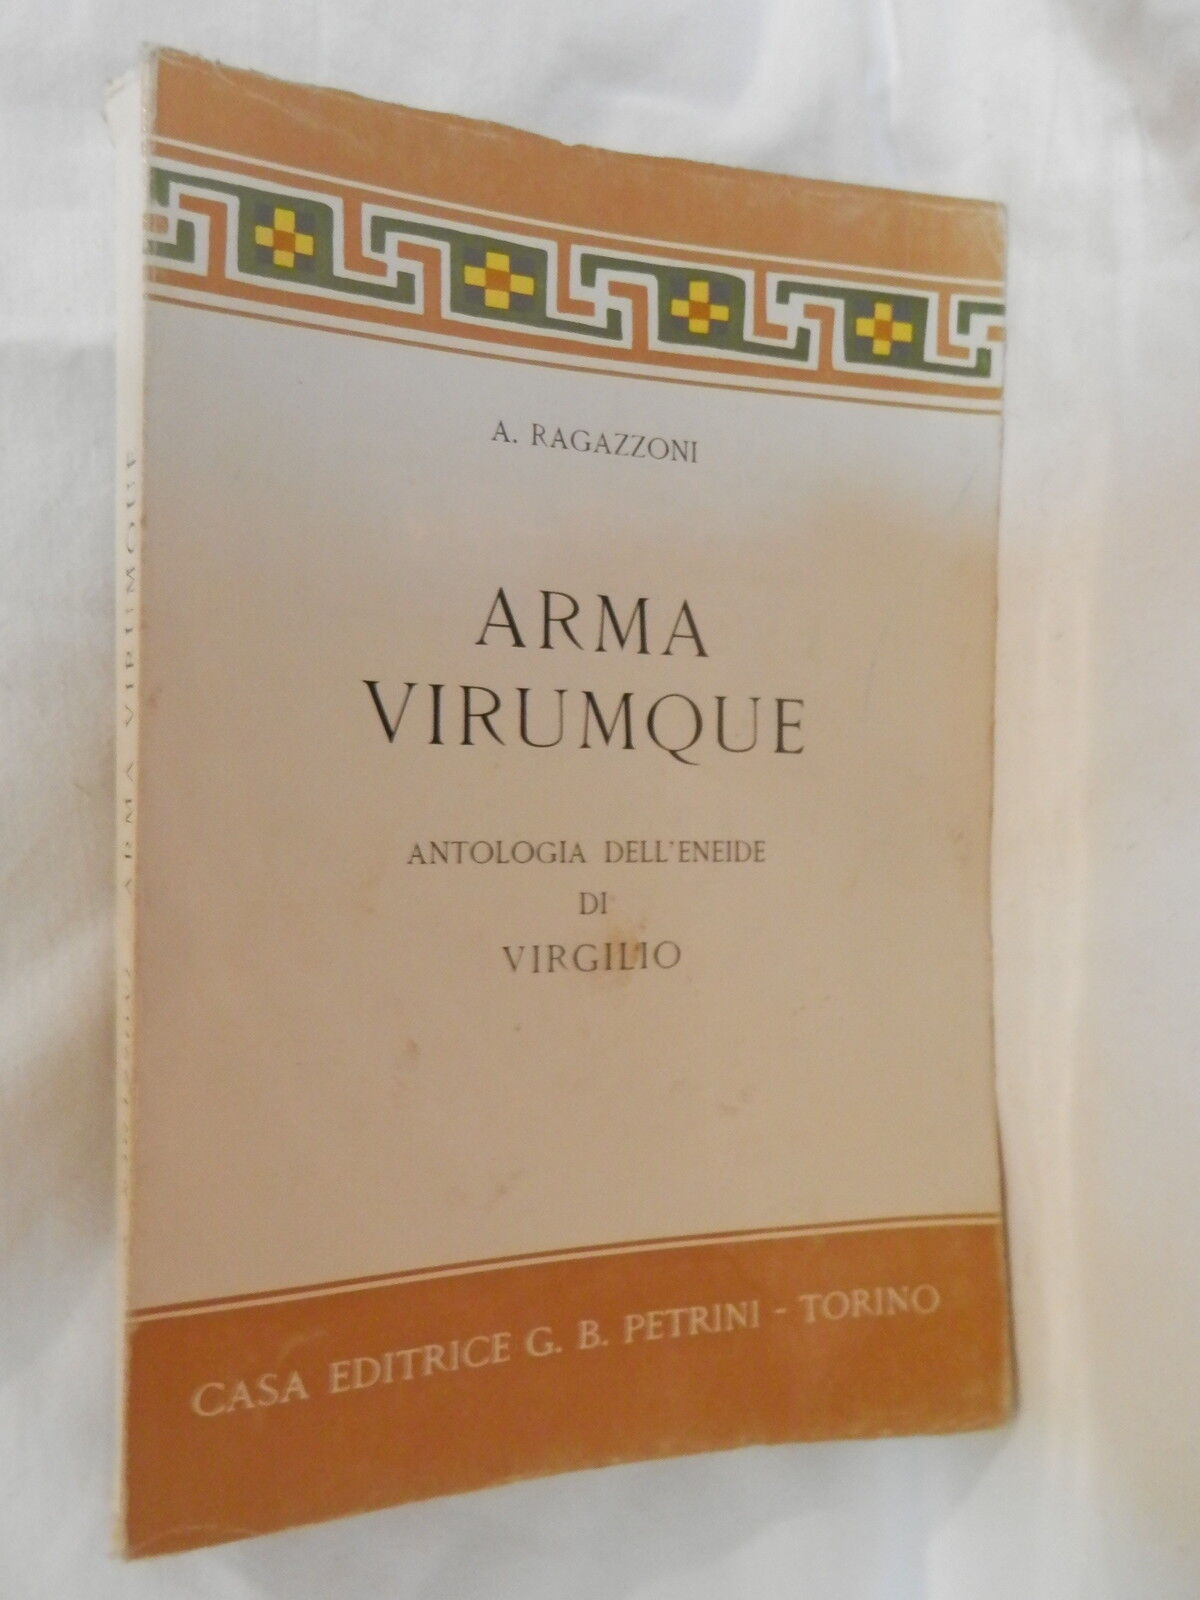 A. RAGAZZONI
ARMA
VIRUMQUE
ANTOLOGIA DELL'ENEIDE
DI
VIRGILIO
CASA EDITRICE G. B. PETRINI - TORINO
ARMA VIRUMQUE